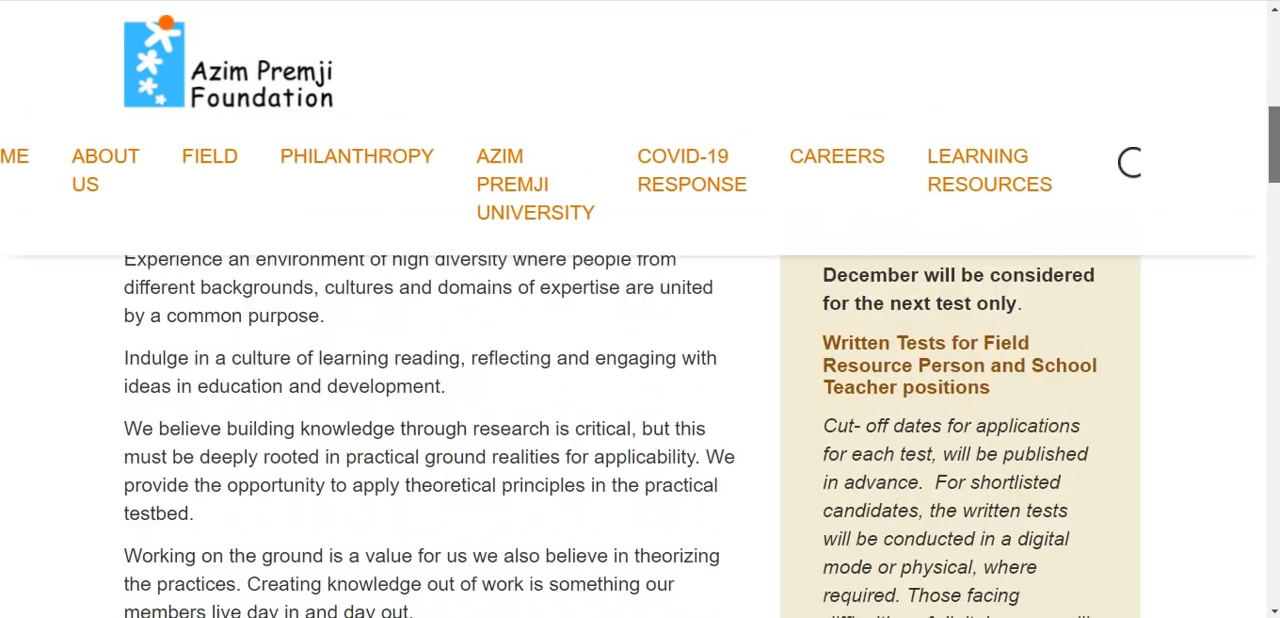 Azim Premji
Foundation
ME
ABOUT
US
FIELD
PHILANTHROPY
AZIM
PREMJI
UNIVERSITY
COVID-19
RESPONSE
CAREERS
LEARNING
RESOURCES
Experience an environment of high diversity where people from
different backgrounds, cultures and domains of expertise are united
by a common purpose.
Indulge in a culture of learning reading, reflecting and engaging with
ideas in education and development.
We believe building knowledge through research is critical, but this
must be deeply rooted in practical ground realities for applicability. We
provide the opportunity to apply theoretical principles in the practical
testbed.
Working on the ground is a value for us we also believe in theorizing
the practices. Creating knowledge out of work is something our
members live day in and day out.
December will be considered
for the next test only.
Written Tests for Field
Resource Person and School
Teacher positions
Cut- off dates for applications
for each test, will be published
in advance.  For shortlisted
candidates, the written tests
will be conducted in a digital
mode or physical, where
required. Those facing